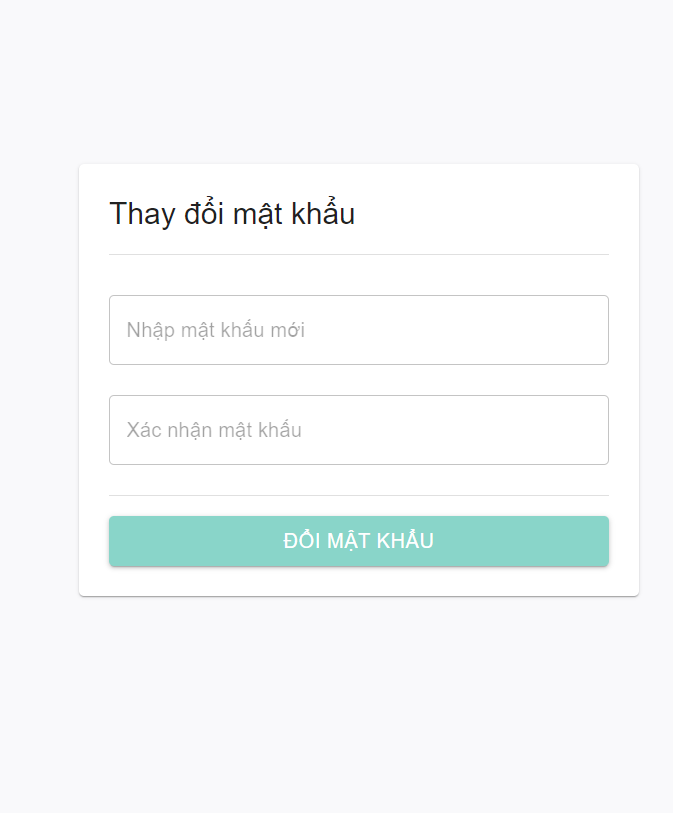 Thay đổi mật khẩu
Nhập mật khẩu mới
Xác nhận mật khẩu
ĐỔI MẬT KHẨU